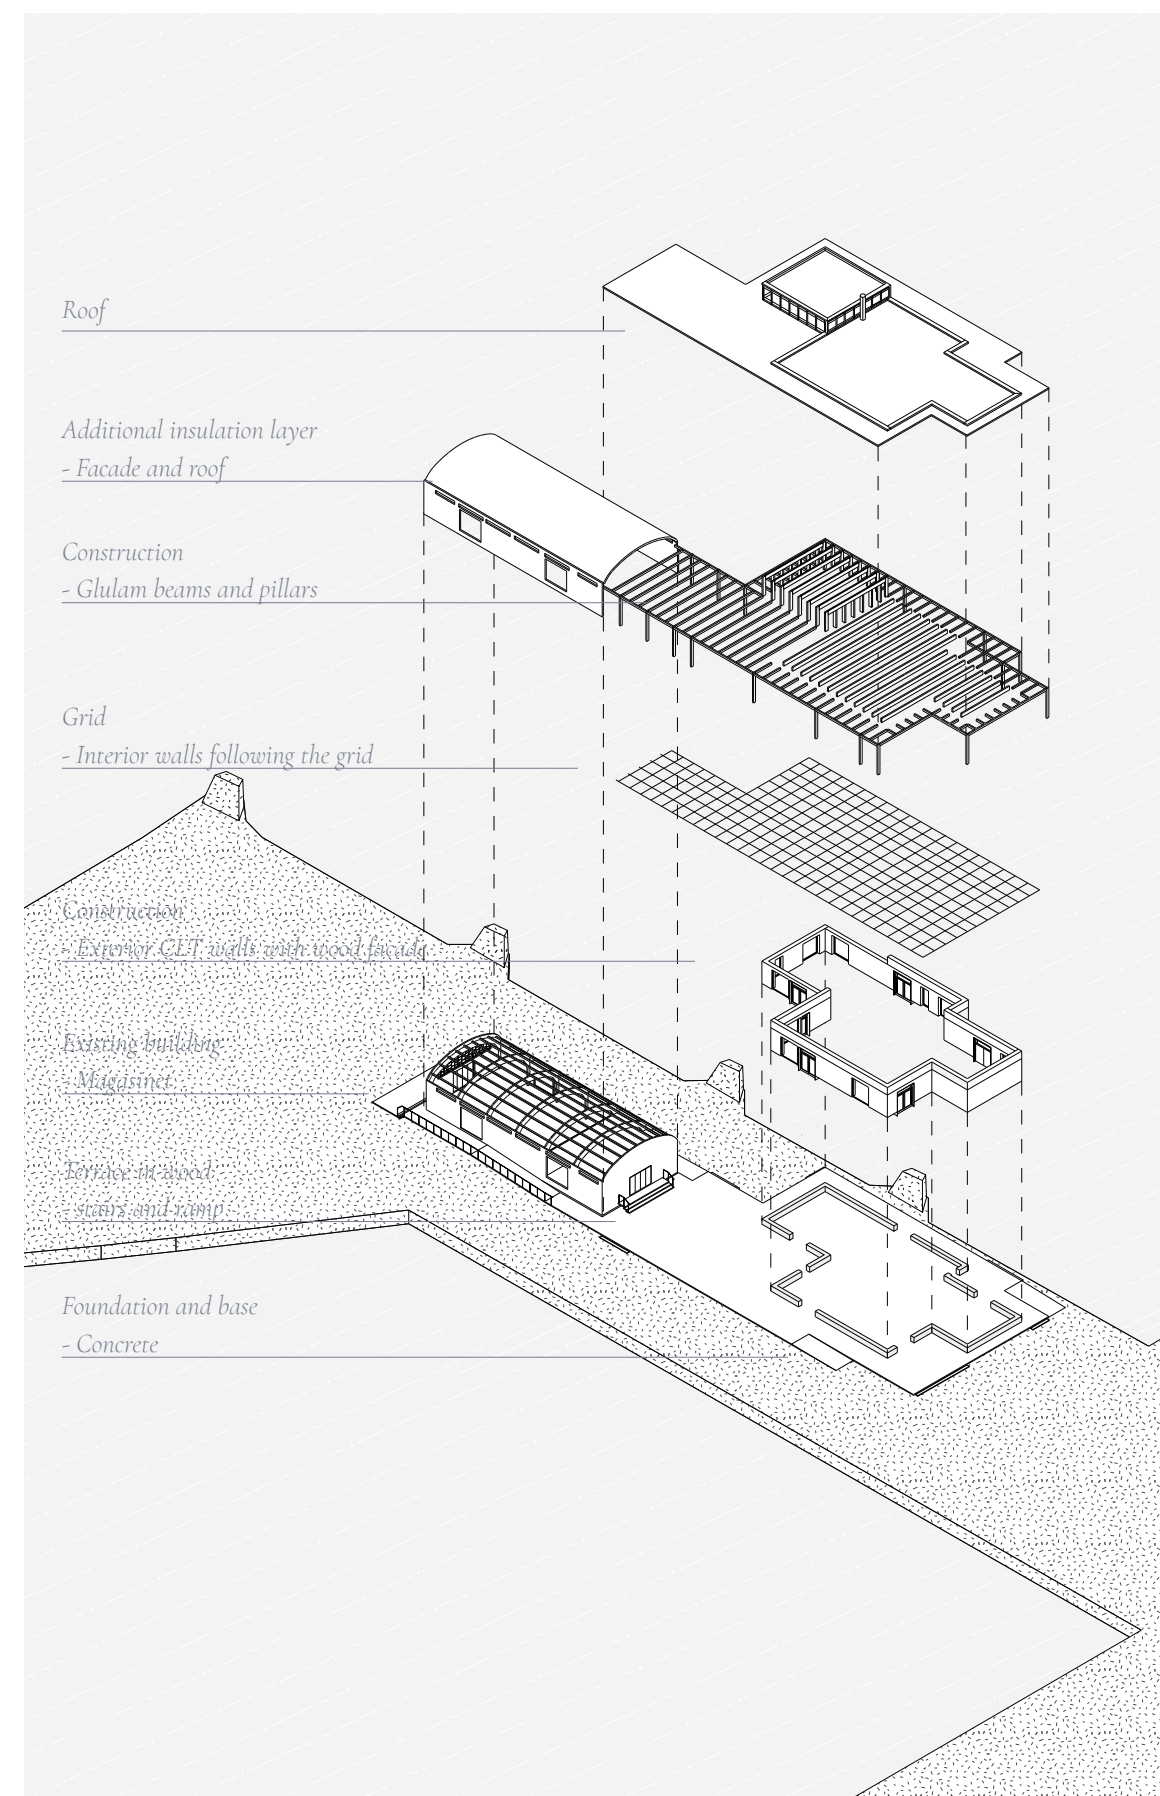 Roof
Additional insulation layer
- Facade and roof
Construction
- Glulam beams and pillars
Grid
- Interior walls following the grid
Construction
- Exterior CLT walls with wood facade
Existing building
- Magasinet
Terrace in wood
- stairs and ramp
Foundation and base
- Concrete